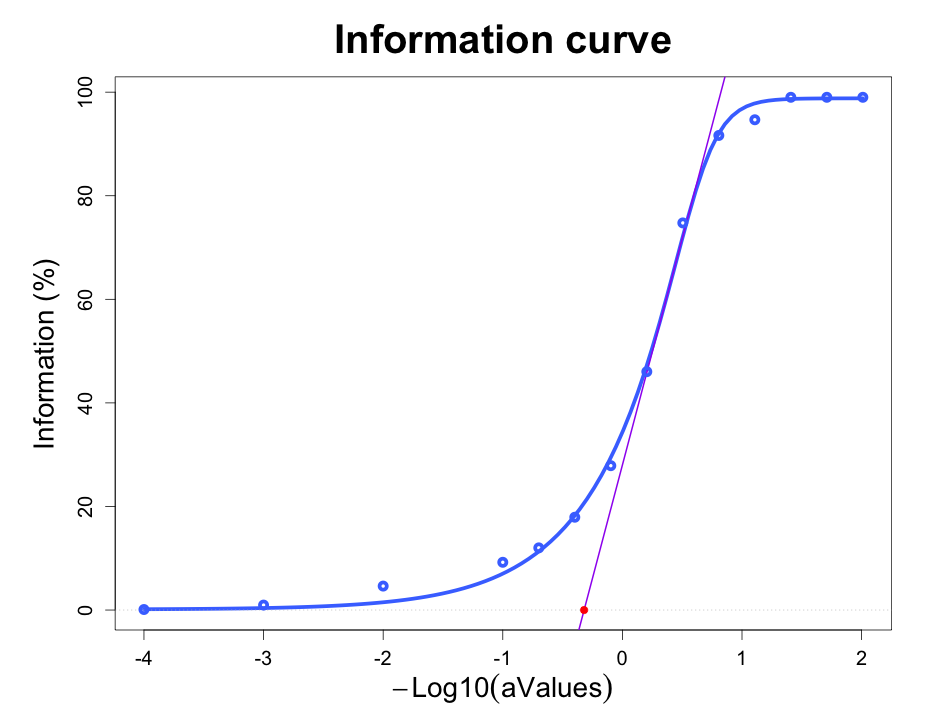 Information curve
Information (%)
100
80
60
40
20
0
-4 -3 -2 -1 0 1 2
−Log10(aValues)